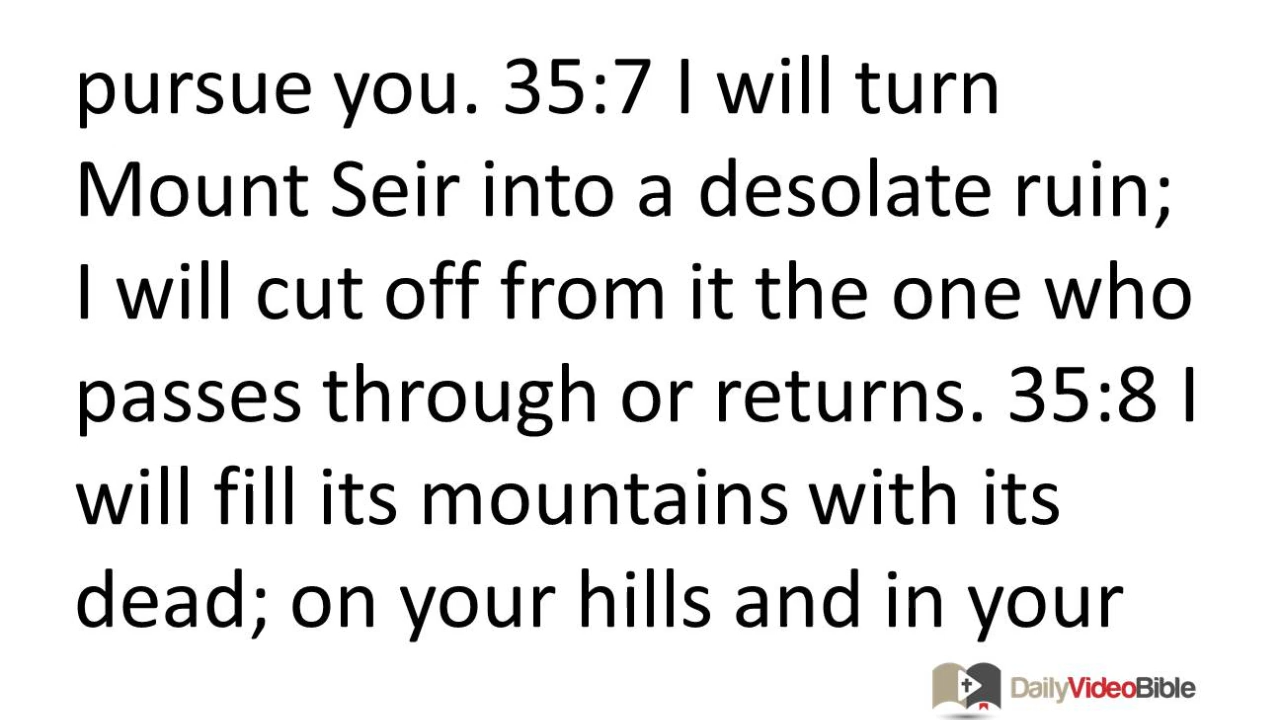 pursue you. 35:7 I will turn
Mount Seir into a desolate ruin;
I will cut off from it the one who
passes through or returns. 35:8 I
will fill its mountains with its
dead; on your hills and in your
DailyVideoBible